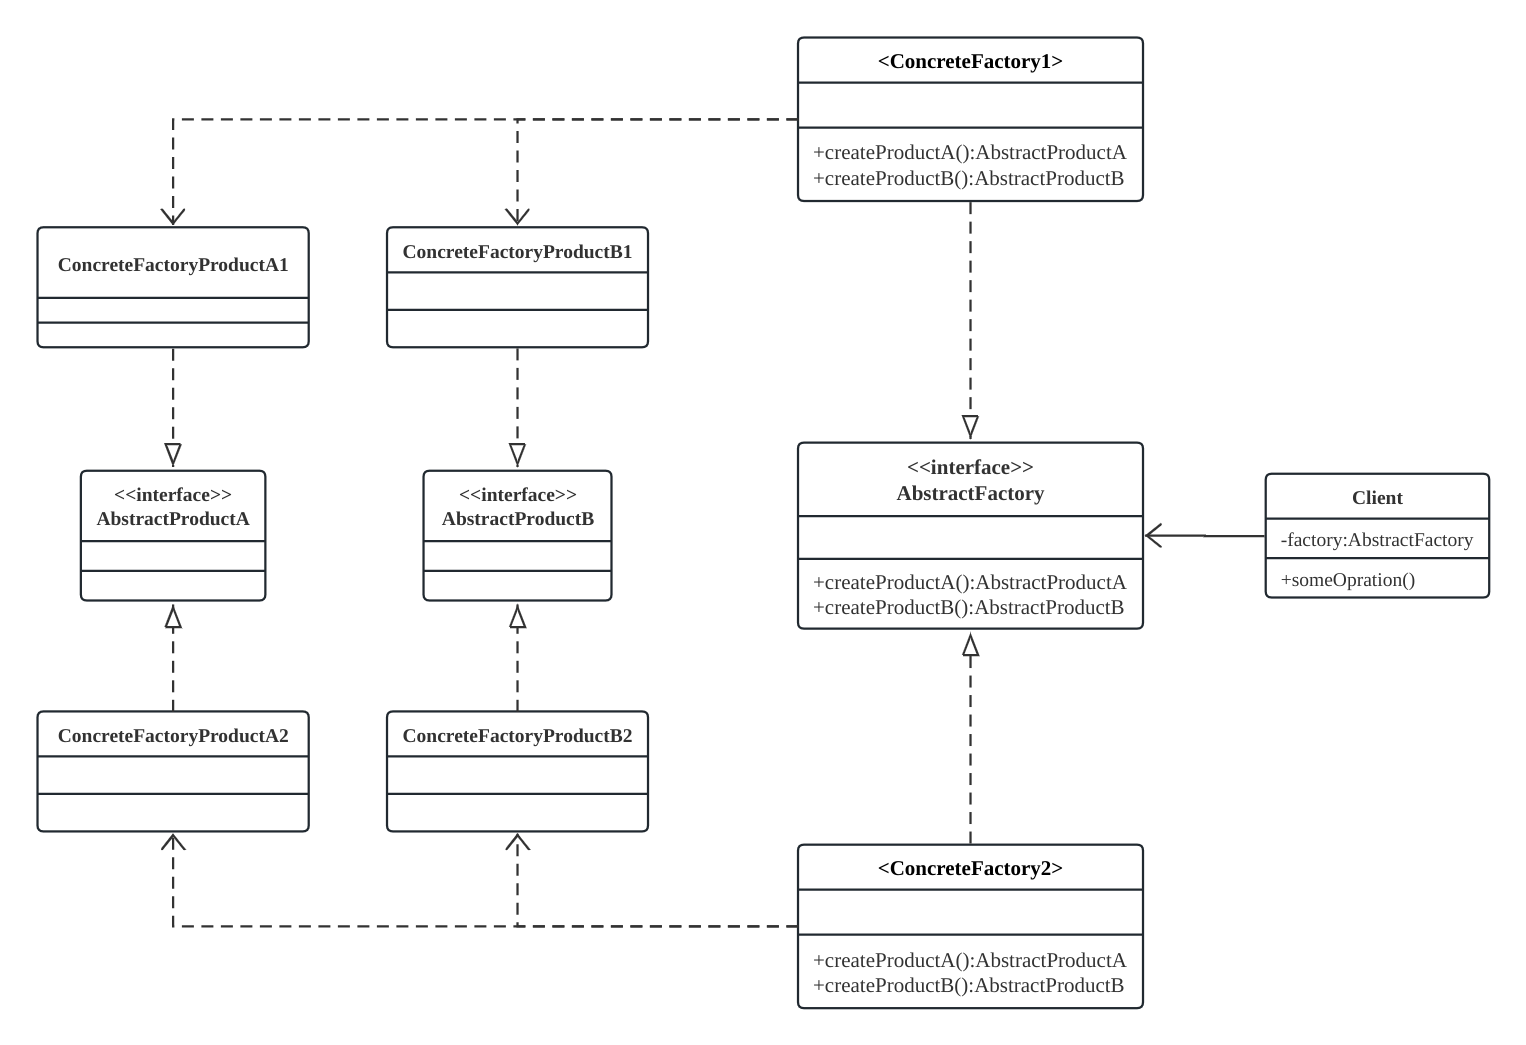 <ConcreteFactory1>
+createProductA():AbstractProductA
+createProductB():AbstractProductB
ConcreteFactoryProductA1
ConcreteFactoryProductB1
<<interface>>
AbstractProductA
<<interface>>
AbstractProductB
<<interface>>
AbstractFactory
+createProductA():AbstractProductA
+createProductB():AbstractProductB
Client
-factory:AbstractFactory
+someOpration()
ConcreteFactoryProductA2
ConcreteFactoryProductB2
<ConcreteFactory2>
+createProductA():AbstractProductA
+createProductB():AbstractProductB